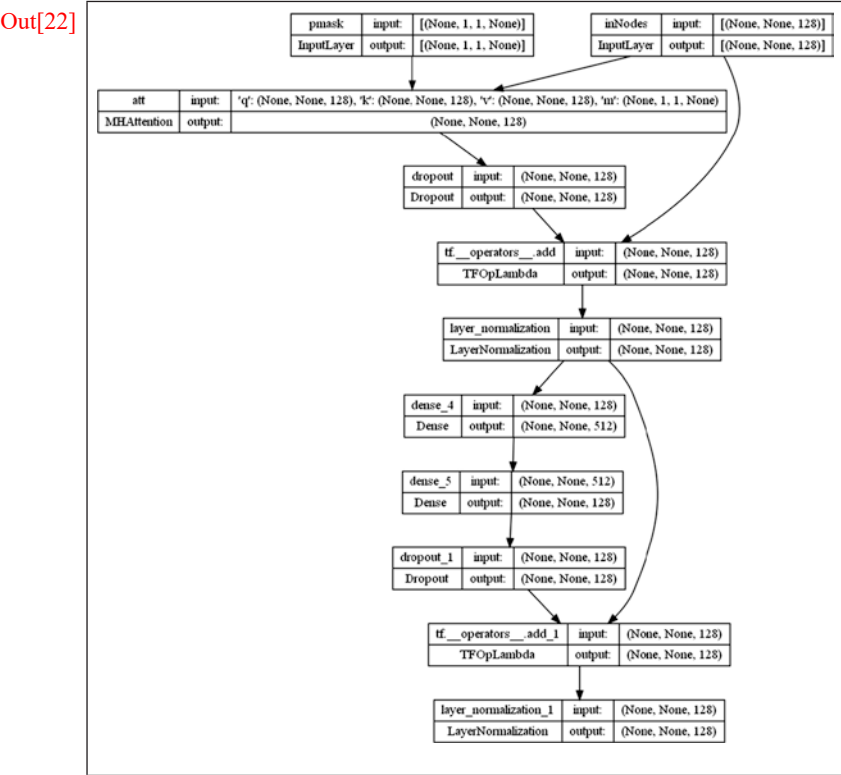 Out[22]
pmask input: [(None, 1, 1, None)] inNodes input: [(None, None, 128)]
InputLayer output: [(None, 1, 1, None)] InputLayer output: [(None, None, 128)]
att input: 'q': (None, None, 128), 'k': (None. None, 128), 'v': (None, None, 128), 'm': (None, 1, 1, None)
MHAttention output: (None, None, 128)
dropout input: (None, None, 128)
Dropout output: (None, None, 128)
tf.__operators__.add input: (None, None, 128)
TFOpLambda output: (None, None, 128)
layer_normalization input: (None, None, 128)
LayerNormalization output: (None, None, 128)
dense_4 input: (None, None, 128)
Dense output: (None, None, 512)
dense_5 input: (None, None, 512)
Dense output: (None, None, 128)
dropout_1 input: (None, None, 128)
Dropout output: (None, None, 128)
tf.__operators__.add_1 input: (None, None, 128)
TFOpLambda output: (None, None, 128)
layer_normalization_1 input: (None, None, 128)
LayerNormalization output: (None, None, 128)